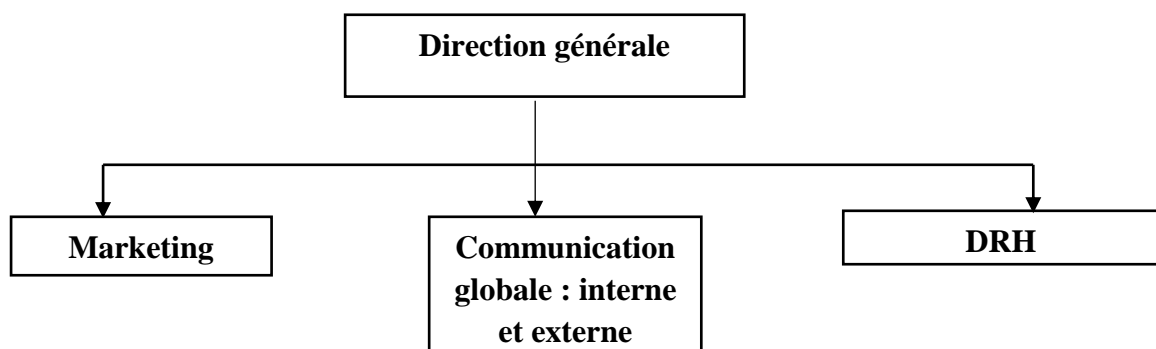 Direction générale
Marketing
Communication
globale : interne
et externe
DRH